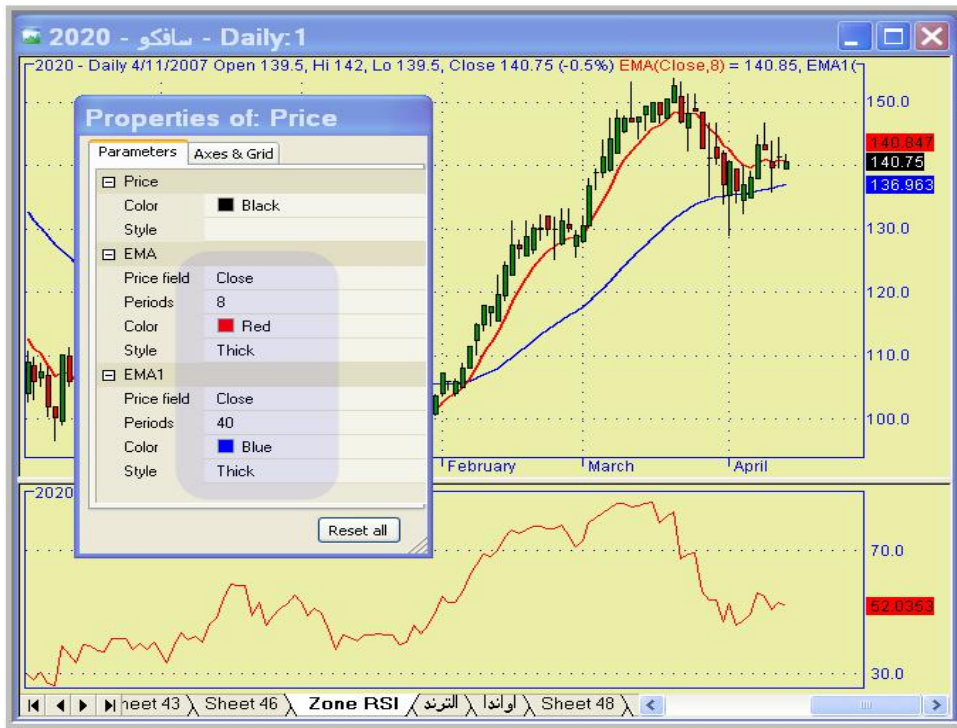 2020 - سافكو - Daily:1
2020 - Daily 4/11/2007 Open 139.5, Hi 142, Lo 139.5, Close 140.75 (-0.5%) EMA(Close,8) = 140.85, EMA1(
Properties of: Price
Parameters Axes & Grid
Price
Color Black
Style
EMA
Price field Close
Periods 8
Color Red
Style Thick
EMA1
Price field Close
Periods 40
Color Blue
Style Thick
Reset all
150.0
140.847
140.75
136.963
130.0
120.0
110.0
100.0
February March April
2020
70.0
52.0353
30.0
heet 43 Sheet 46 Zone RSI الترند اواندا Sheet 48